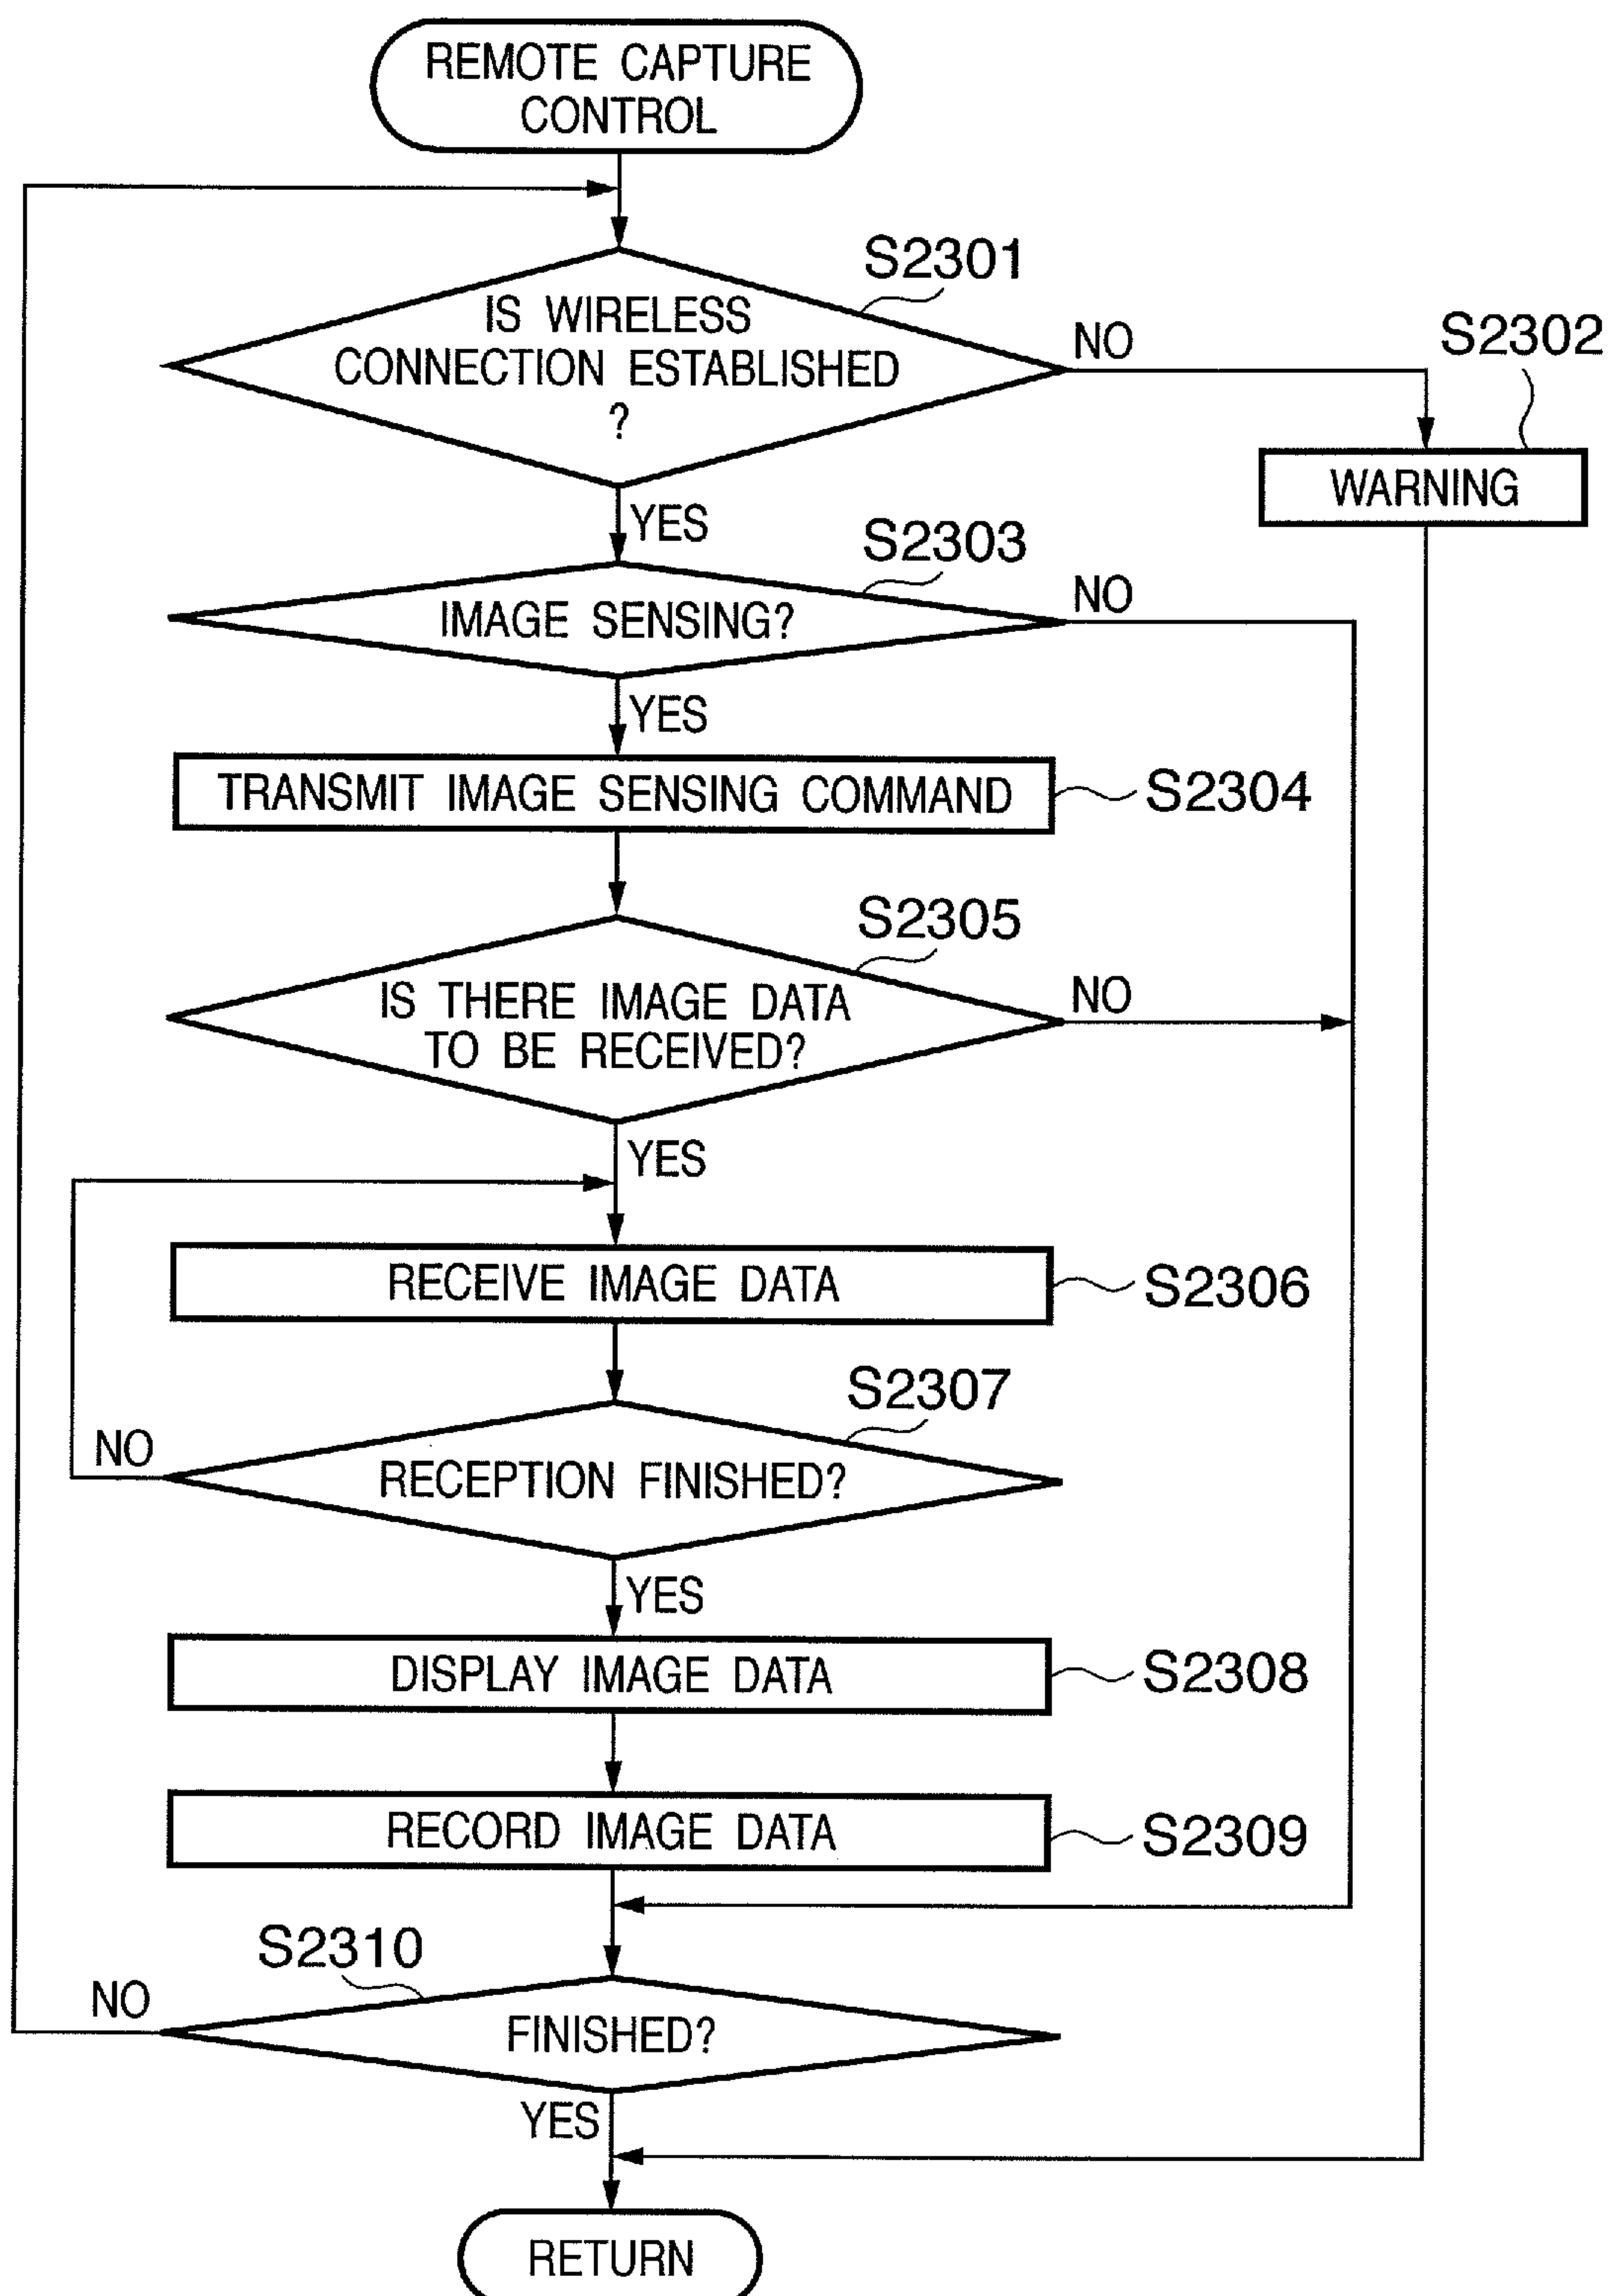 REMOTE CAPTURE
CONTROL
S2301
IS WIRELESS
CONNECTION ESTABLISHED
?
NO
S2302
WARNING
YES
S2303
IMAGE SENSING?
NO
YES
TRANSMIT IMAGE SENSING COMMAND
S2304
S2305
IS THERE IMAGE DATA
TO BE RECEIVED?
NO
YES
RECEIVE IMAGE DATA
S2306
S2307
NO
RECEPTION FINISHED?
YES
DISPLAY IMAGE DATA
S2308
RECORD IMAGE DATA
S2309
S2310
NO
FINISHED?
YES
RETURN